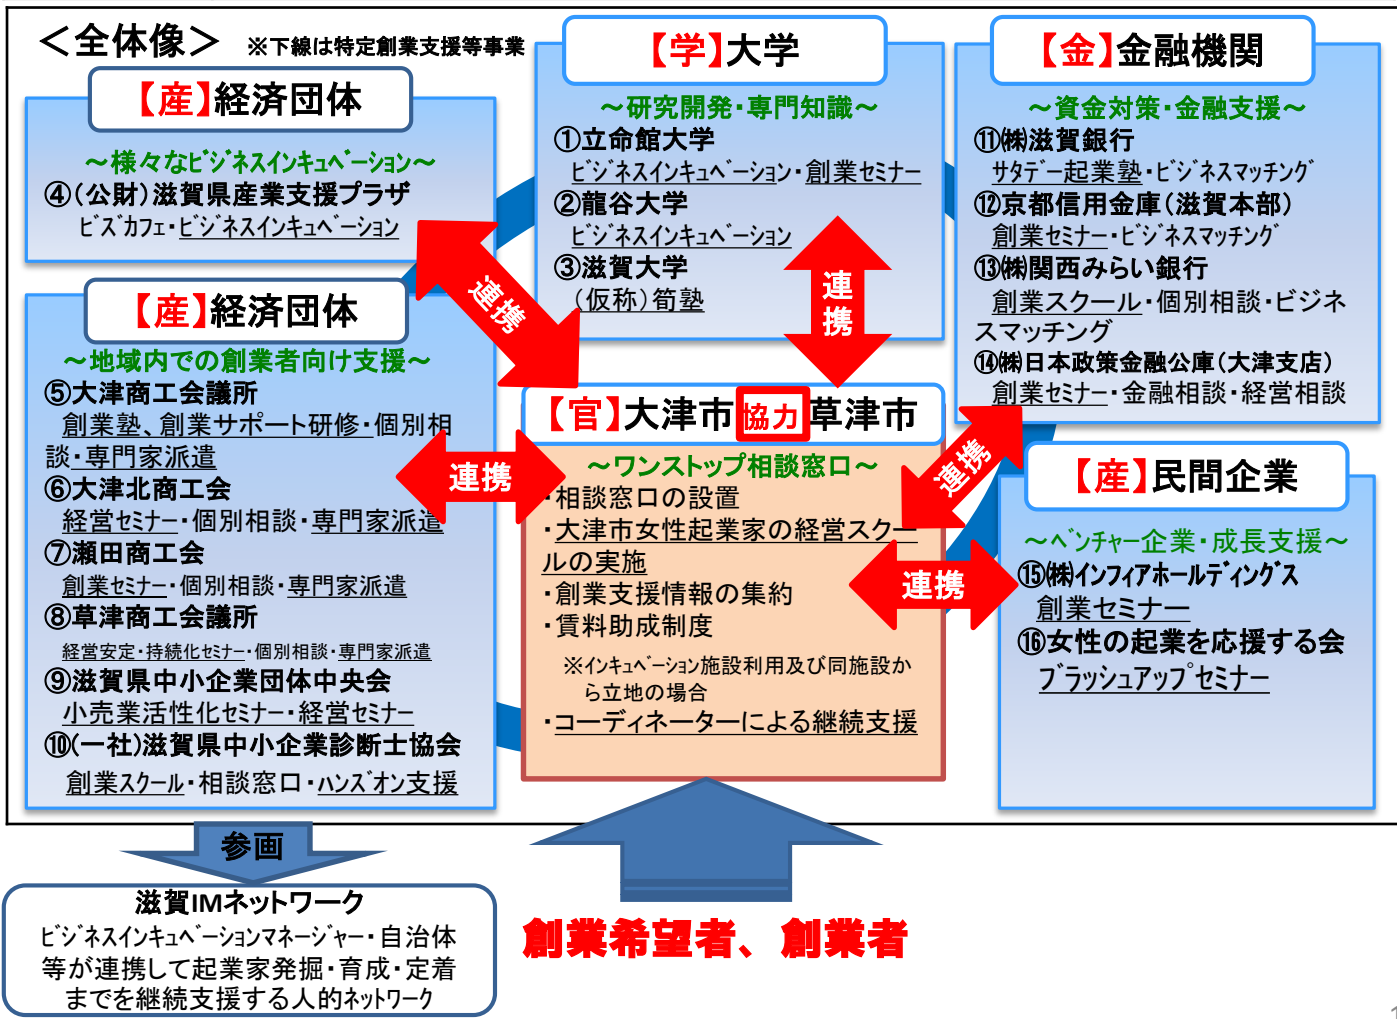 ＜全体像＞ ※下線は特定創業支援等事業
【産】経済団体
～様々なﾋﾞｼﾞﾈｽｲﾝｷｭﾍﾞｰｼｮﾝ～
④（公財）滋賀県産業支援プラザ
ﾋﾞｽﾞｶﾌｪ・ﾋﾞｼﾞﾈｽｲﾝｷｭﾍﾞｰｼｮﾝ
【産】経済団体
～地域内での創業者向け支援～
⑤大津商工会議所
創業塾、創業サポート研修・個別相
談・専門家派遣
⑥大津北商工会
経営ｾﾐﾅｰ・個別相談・専門家派遣
⑦瀬田商工会
創業ｾﾐﾅｰ・個別相談・専門家派遣
⑧草津商工会議所
経営安定・持続化ｾﾐﾅｰ・個別相談・専門家派遣
⑨滋賀県中小企業団体中央会
小売業活性化ｾﾐﾅｰ・経営ｾﾐﾅｰ
⑩(一社)滋賀県中小企業診断士協会
創業ｽｸｰﾙ・相談窓口・ﾊﾝｽﾞｵﾝ支援
【学】大学
～研究開発・専門知識～
①立命館大学
ﾋﾞｼﾞﾈｽｲﾝｷｭﾍﾞｰｼｮﾝ・創業ｾﾐﾅｰ
②龍谷大学
ﾋﾞｼﾞﾈｽｲﾝｷｭﾍﾞｰｼｮﾝ
③滋賀大学
（仮称）筍塾
連携
連携
連携
連携
連携
【官】大津市 協力 草津市
～ワンストップ相談窓口～
・相談窓口の設置
・大津市女性起業家の経営スクー
ルの実施
・創業支援情報の集約
・賃料助成制度
※ｲﾝｷｭﾍﾞｰｼｮﾝ施設利用及び同施設か
ら立地の場合
・コーディネーターによる継続支援
【金】金融機関
～資金対策・金融支援～
⑪㈱滋賀銀行
ｻﾀﾃﾞｰ起業塾・ﾋﾞｼﾞﾈｽﾏｯﾁﾝｸﾞ
⑫京都信用金庫（滋賀本部）
創業ｾﾐﾅｰ・ﾋﾞｼﾞﾈｽﾏｯﾁﾝｸﾞ
⑬㈱関西みらい銀行
創業スクール・個別相談・ビジネ
スマッチング
⑭㈱日本政策金融公庫（大津支店）
創業ｾﾐﾅｰ・金融相談・経営相談
【産】民間企業
～ﾍﾞﾝﾁｬｰ企業・成長支援～
⑮㈱ｲﾝﾌｨｱﾎｰﾙﾃﾞｨﾝｸﾞｽ
創業セミナー
⑯女性の起業を応援する会
ﾌﾞﾗｯｼｭｱｯﾌﾟｾﾐﾅｰ
参画
滋賀IMネットワーク
ﾋﾞｼﾞﾈｽｲﾝｷｭﾍﾞｰｼｮﾝﾏﾈｰｼﾞｬｰ・自治体
等が連携して起業家発掘・育成・定着
までを継続支援する人的ﾈｯﾄﾜｰｸ
創業希望者、創業者